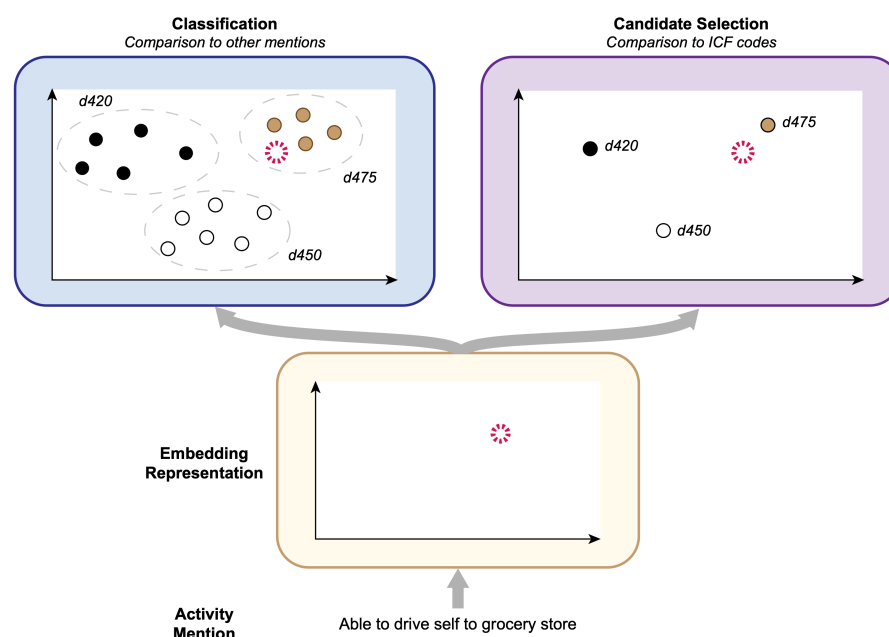 Classification
Comparison to other mentions
Candidate Selection
Comparison to ICF codes
d420
d475
d450
d475
d420
d450
Embedding
Representation
Activity
Mention
Able to drive self to grocery store